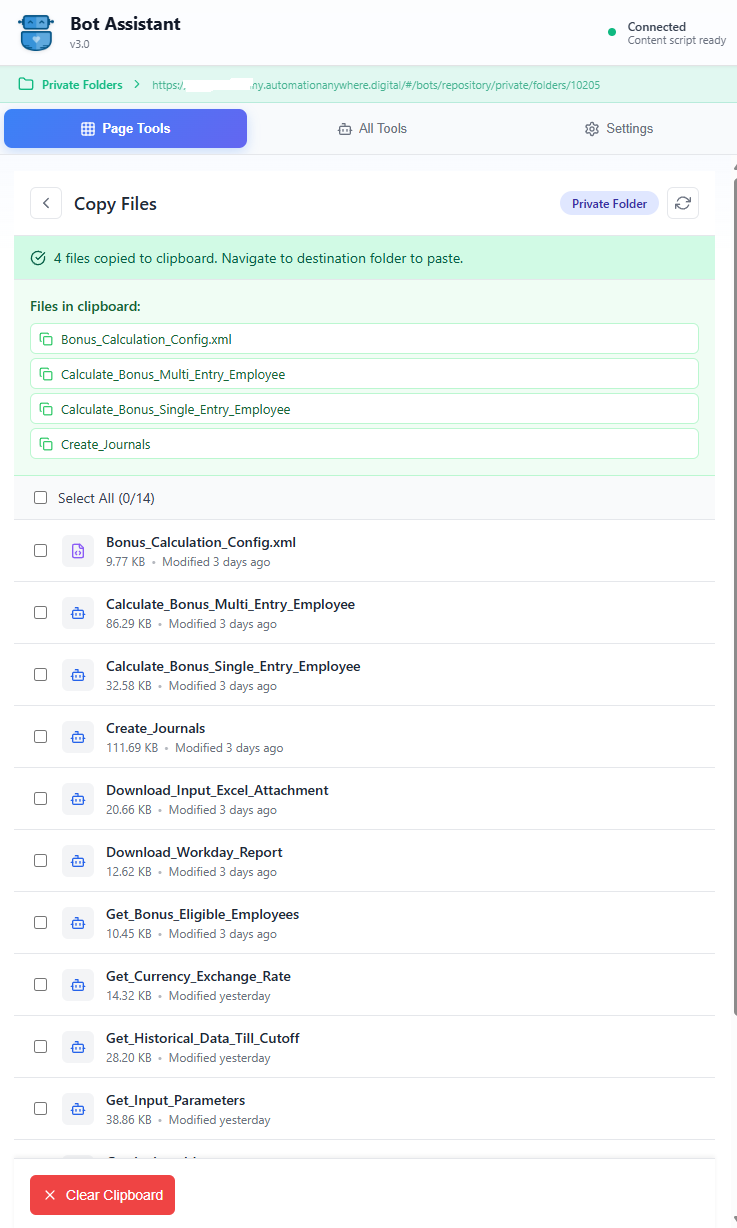 Bot Assistant
v3.0
Connected
Content script ready
Private Folders
https:/ ny.automationanywhere.digital/#/bots/repository/private/folders/10205
Page Tools
All Tools
Settings
Copy Files
Private Folder
4 files copied to clipboard. Navigate to destination folder to paste.
Files in clipboard:
Bonus_Calculation_Config.xml
Calculate_Bonus_Multi_Entry_Employee
Calculate_Bonus_Single_Entry_Employee
Create_Journals
Select All (0/14)
Bonus_Calculation_Config.xml
9.77 KB • Modified 3 days ago
Calculate_Bonus_Multi_Entry_Employee
86.29 KB • Modified 3 days ago
Calculate_Bonus_Single_Entry_Employee
32.58 KB • Modified 3 days ago
Create_Journals
111.69 KB • Modified 3 days ago
Download_Input_Excel_Attachment
20.66 KB • Modified 3 days ago
Download_Workday_Report
12.62 KB • Modified 3 days ago
Get_Bonus_Eligible_Employees
10.45 KB • Modified 3 days ago
Get_Currency_Exchange_Rate
14.32 KB • Modified yesterday
Get_Historical_Data_Till_Cutoff
28.20 KB • Modified yesterday
Get_Input_Parameters
38.86 KB • Modified yesterday
Clear Clipboard